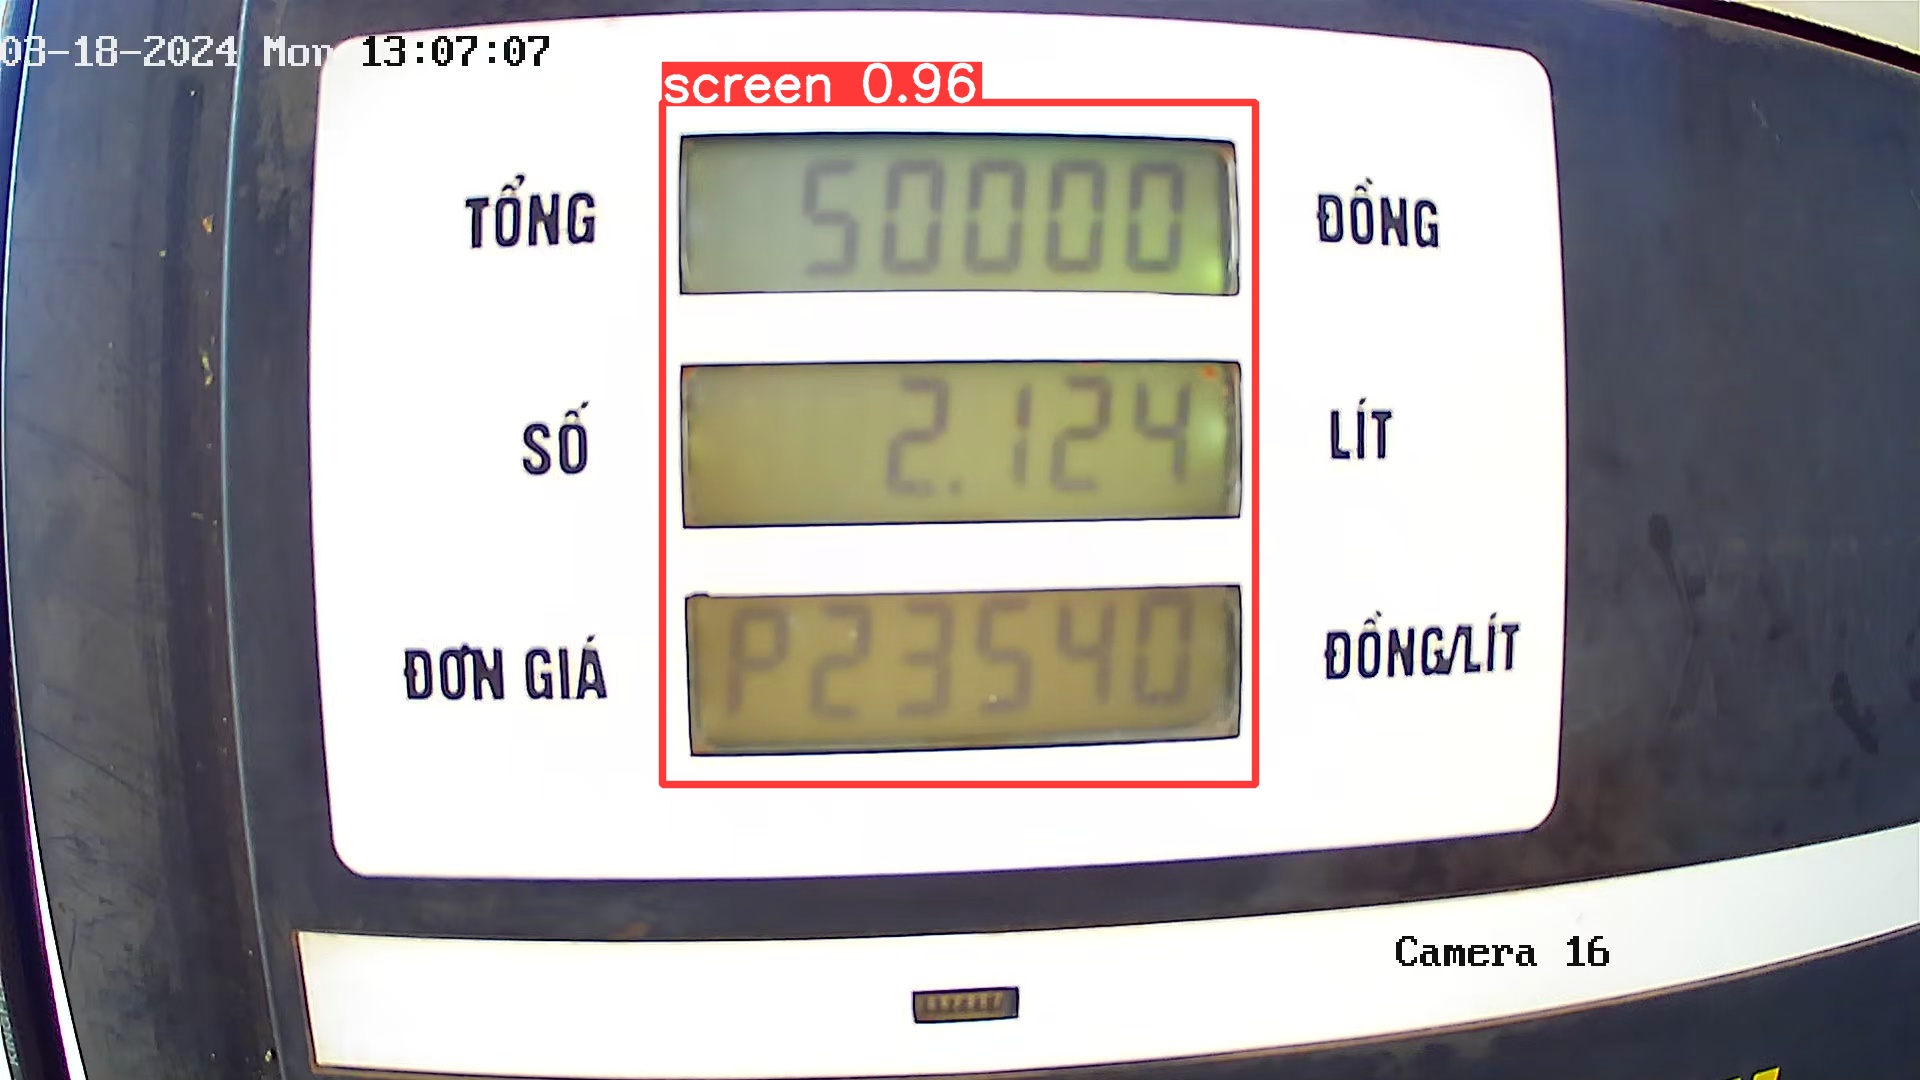 03-18-2024 Mon 13:07:07
screen 0.96
TỔNG 50000 ĐỒNG
SỐ 2.124 LÍT
ĐƠN GIÁ P23540 ĐỒNG/LÍT
Camera 16